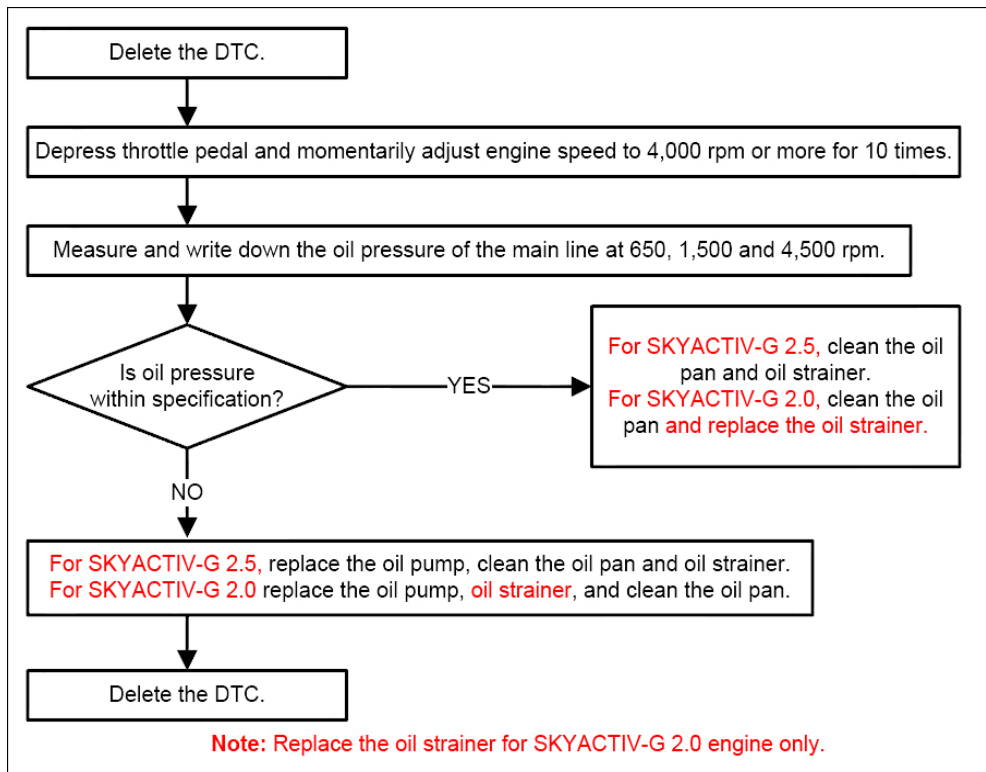 Delete the DTC.
Depress throttle pedal and momentarily adjust engine speed to 4,000 rpm or more for 10 times.
Measure and write down the oil pressure of the main line at 650, 1,500 and 4,500 rpm.
Is oil pressure
within specification?
YES
For SKYACTIV-G 2.5, clean the oil
pan and oil strainer.
For SKYACTIV-G 2.0, clean the oil
pan and replace the oil strainer.
NO
For SKYACTIV-G 2.5, replace the oil pump, clean the oil pan and oil strainer.
For SKYACTIV-G 2.0 replace the oil pump, oil strainer, and clean the oil pan.
Delete the DTC.
Note: Replace the oil strainer for SKYACTIV-G 2.0 engine only.